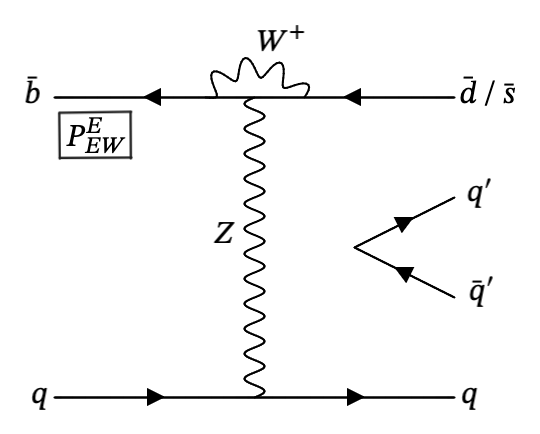 W⁺
b̄ d̄ / s̄
P^E_EW
q′
Z
q̄′
q q